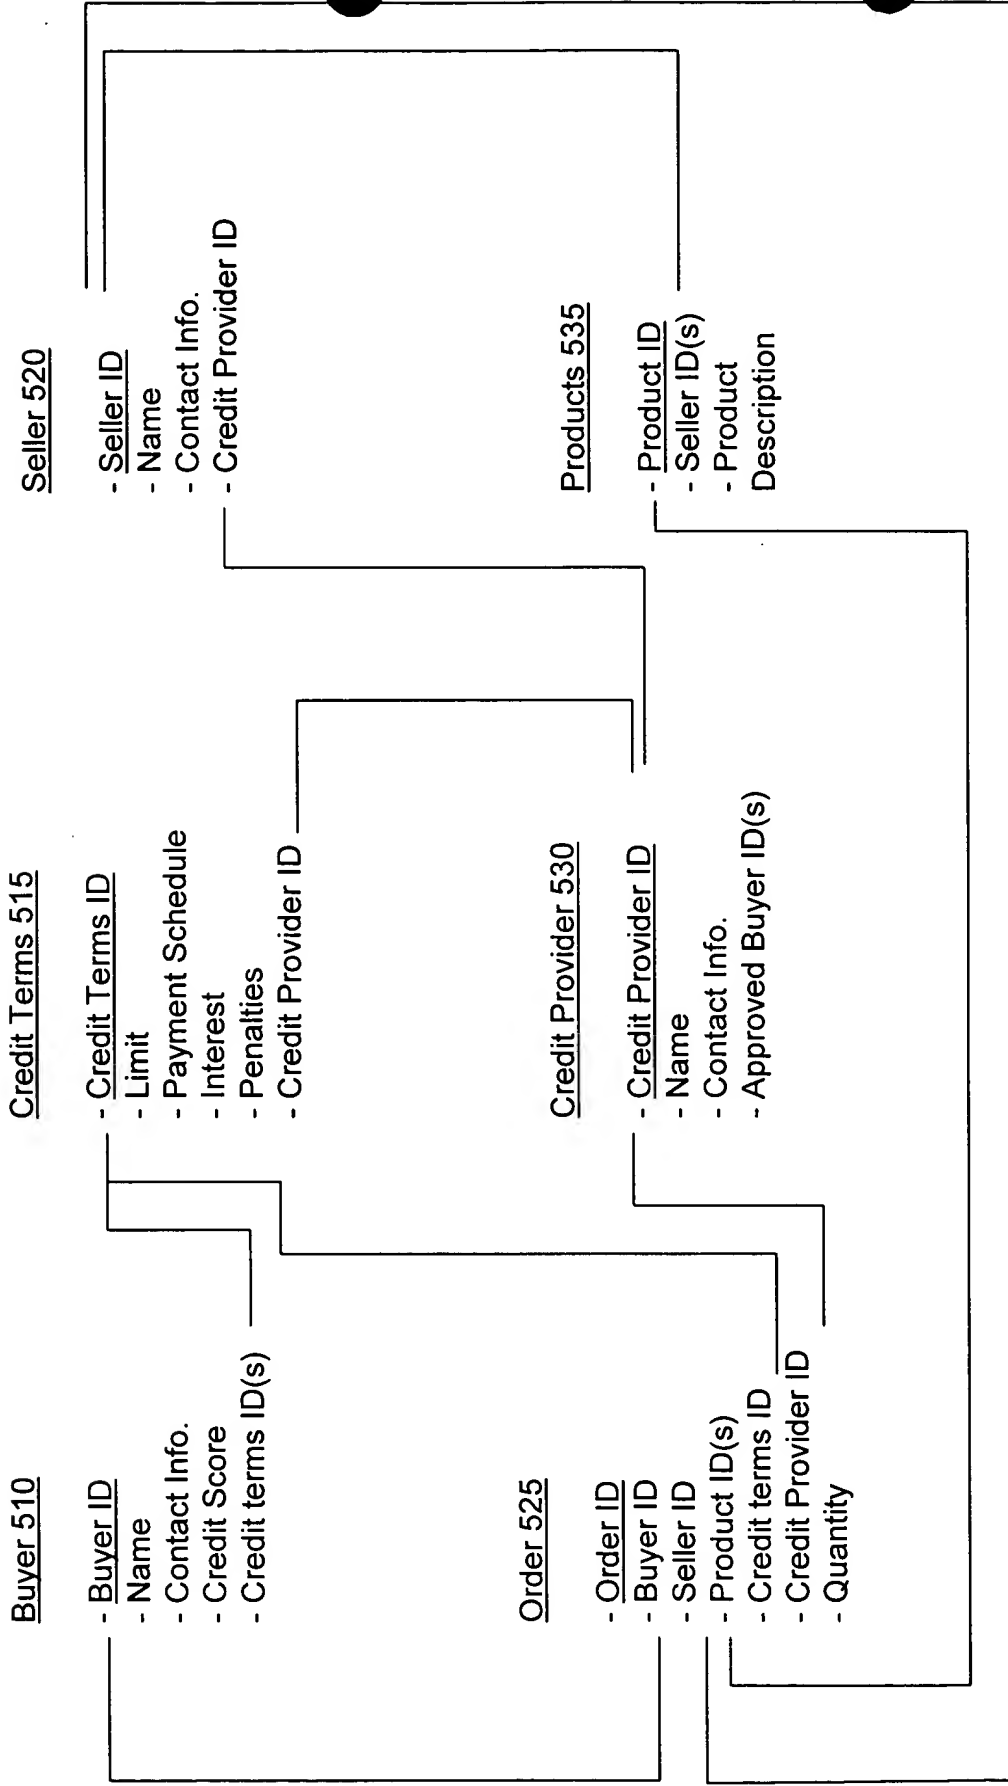 Buyer 510
- Buyer ID
- Name
- Contact Info.
- Credit Score
- Credit terms ID(s)
Credit Terms 515
- Credit Terms ID
- Limit
- Payment Schedule
- Interest
- Penalties
- Credit Provider ID
Seller 520
- Seller ID
- Name
- Contact Info.
- Credit Provider ID
Order 525
- Order ID
- Buyer ID
- Seller ID
- Product ID(s)
- Credit terms ID
- Credit Provider ID
- Quantity
Credit Provider 530
- Credit Provider ID
- Name
- Contact Info.
- Approved Buyer ID(s)
Products 535
- Product ID
- Seller ID(s)
- Product
Description